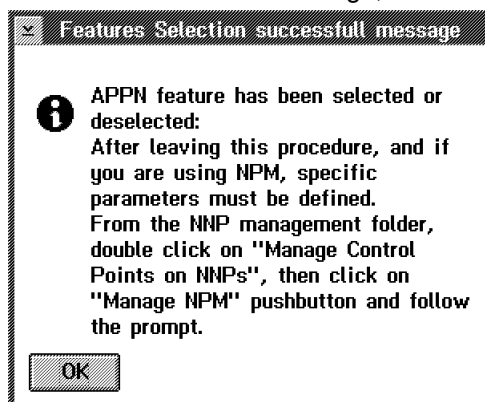 Features Selection successfull message
APPN feature has been selected or
deselected:
After leaving this procedure, and if
you are using NPM, specific
parameters must be defined.
From the NNP management folder,
double click on "Manage Control
Points on NNPs", then click on
"Manage NPM" pushbutton and follow
the prompt.
OK